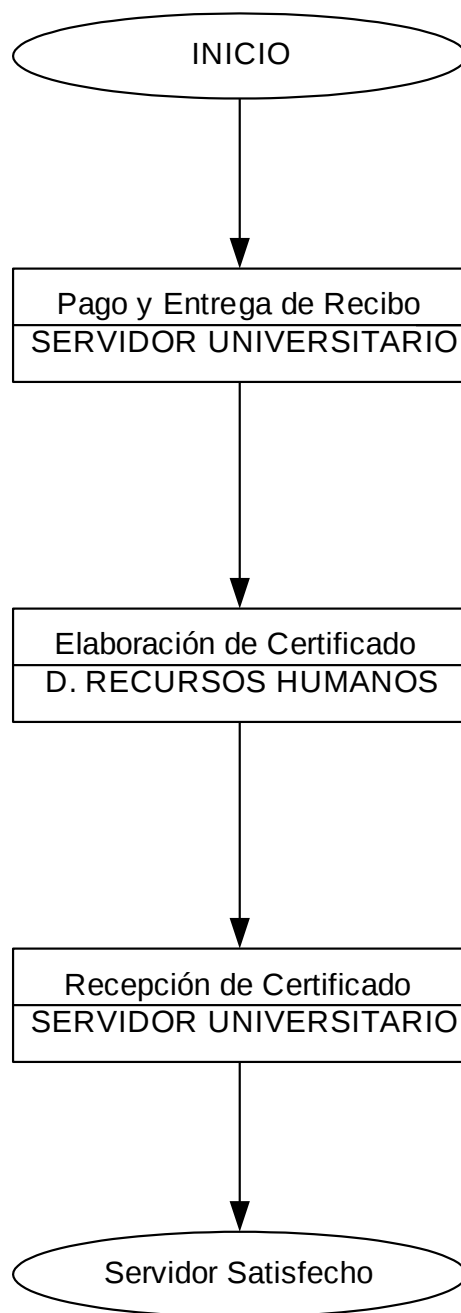 INICIO
Pago y Entrega de Recibo
SERVIDOR UNIVERSITARIO
Elaboración de Certificado
D. RECURSOS HUMANOS
Recepción de Certificado
SERVIDOR UNIVERSITARIO
Servidor Satisfecho